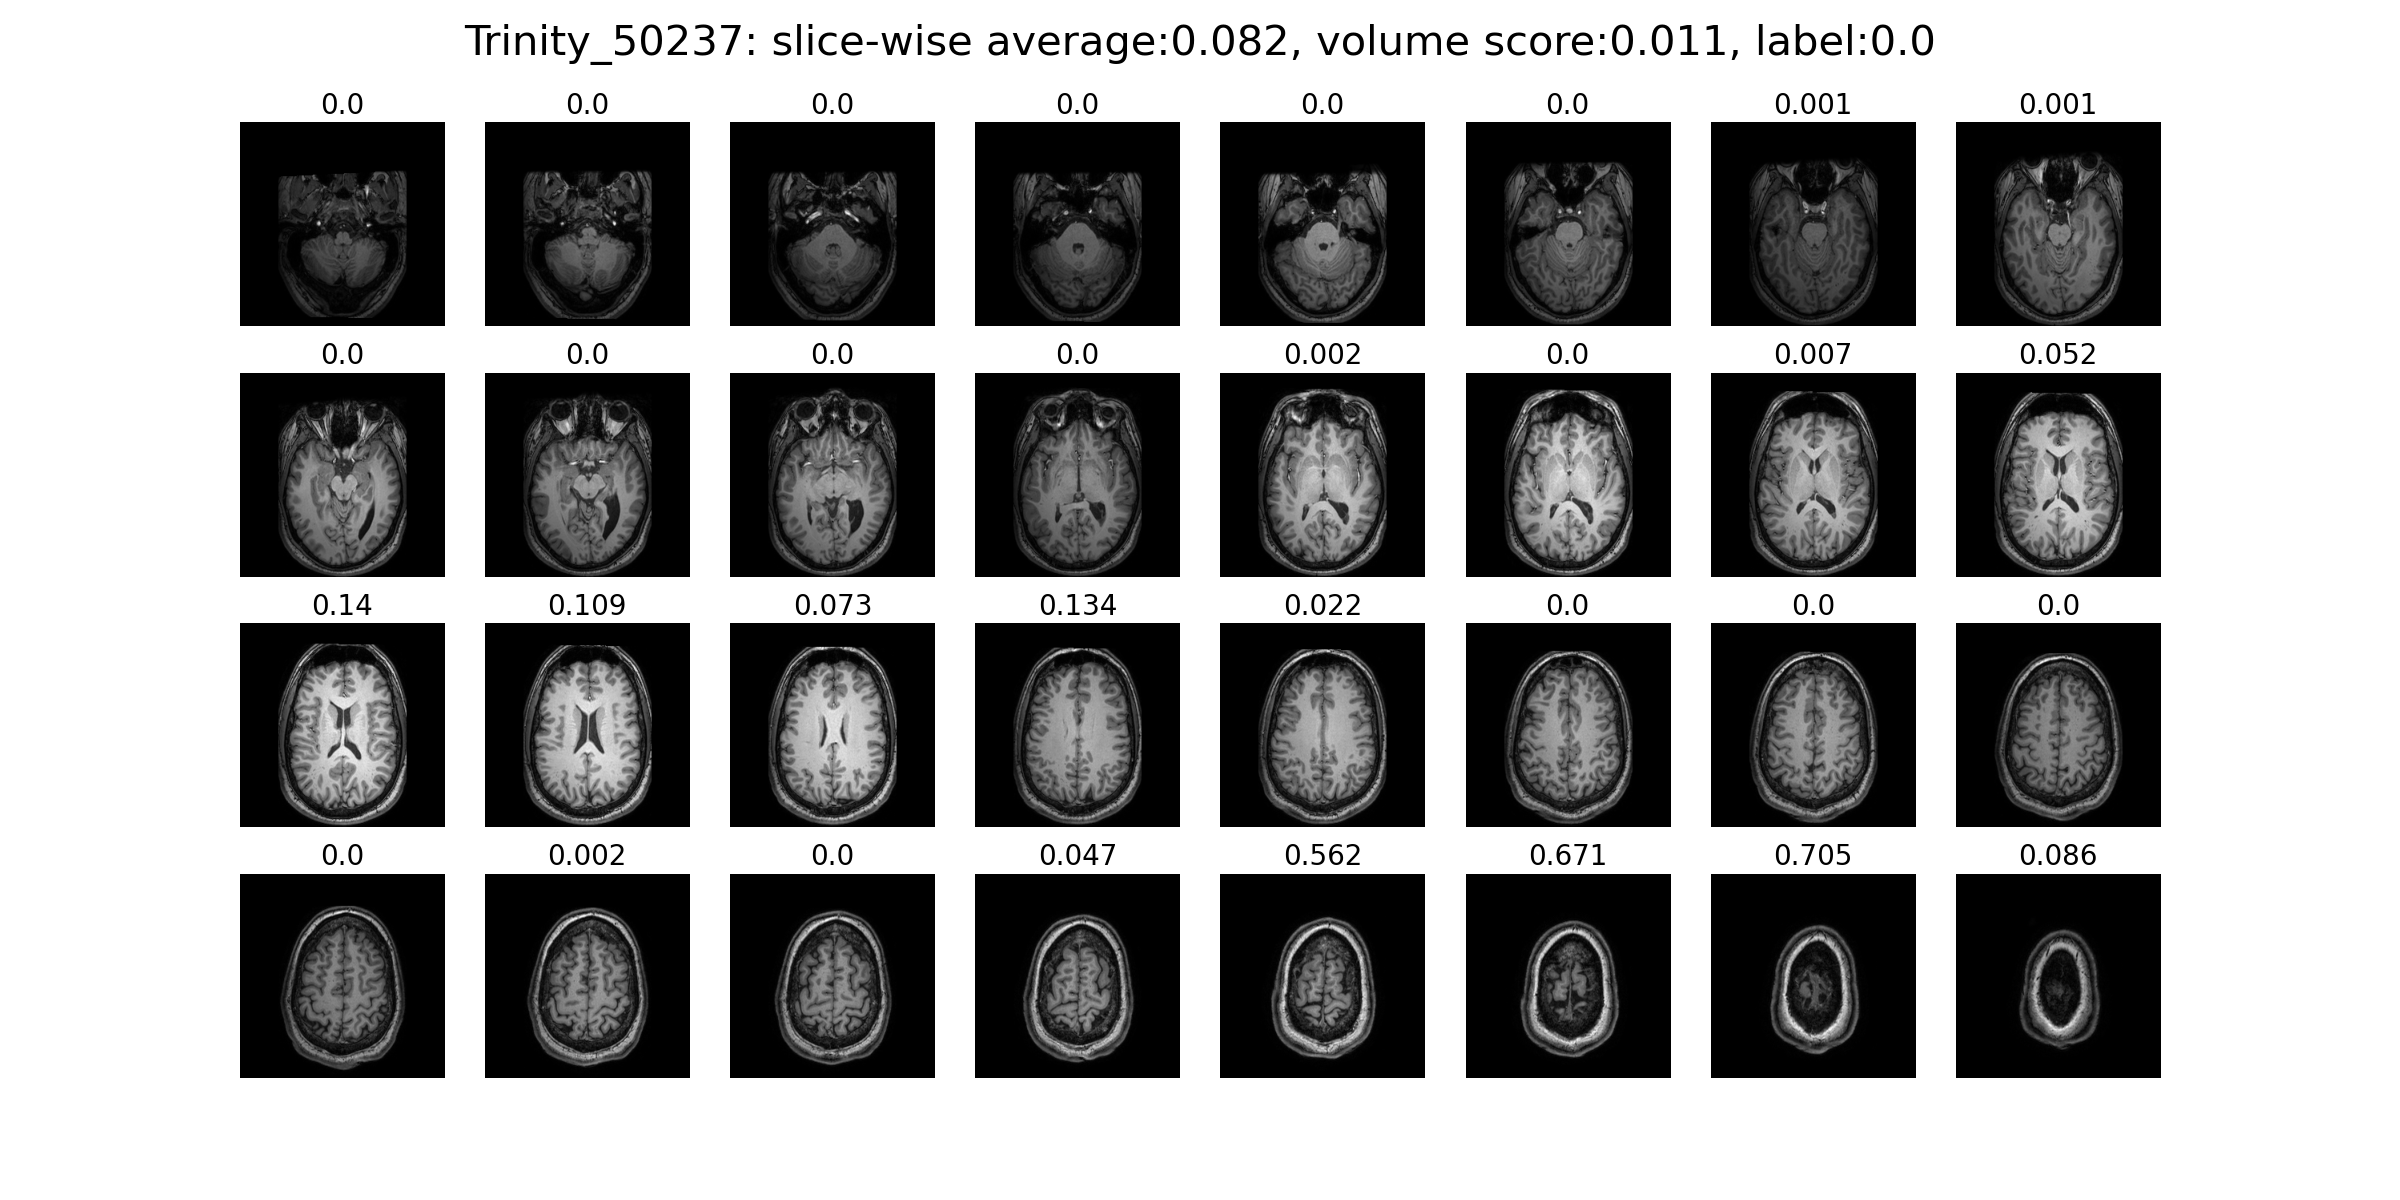 Trinity_50237: slice-wise average:0.082, volume score:0.011, label:0.0
0.0 0.0 0.0 0.0 0.0 0.0 0.001 0.001
0.0 0.0 0.0 0.0 0.002 0.0 0.007 0.052
0.14 0.109 0.073 0.134 0.022 0.0 0.0 0.0
0.0 0.002 0.0 0.047 0.562 0.671 0.705 0.086